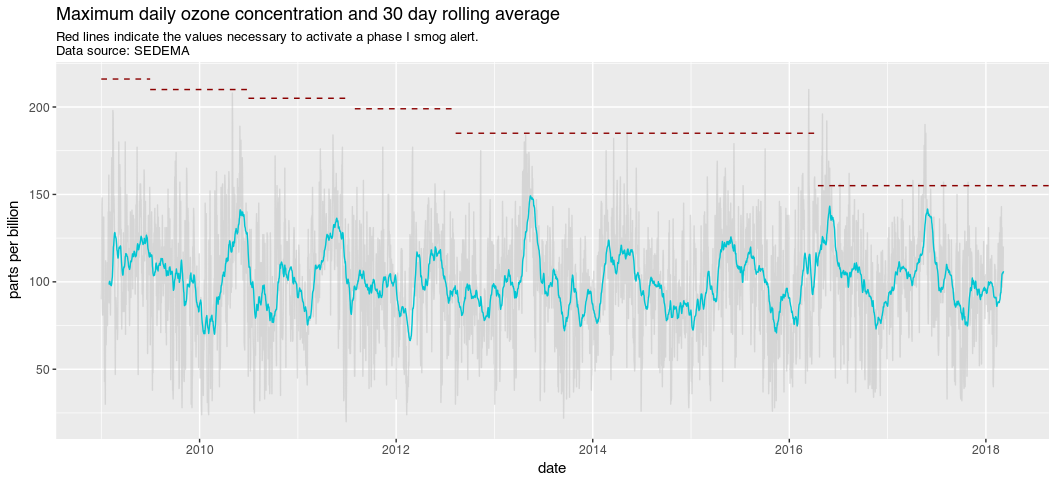 Maximum daily ozone concentration and 30 day rolling average
Red lines indicate the values necessary to activate a phase I smog alert.
Data source: SEDEMA
parts per billion
200
150
100
50
2010
2012
2014
2016
2018
date